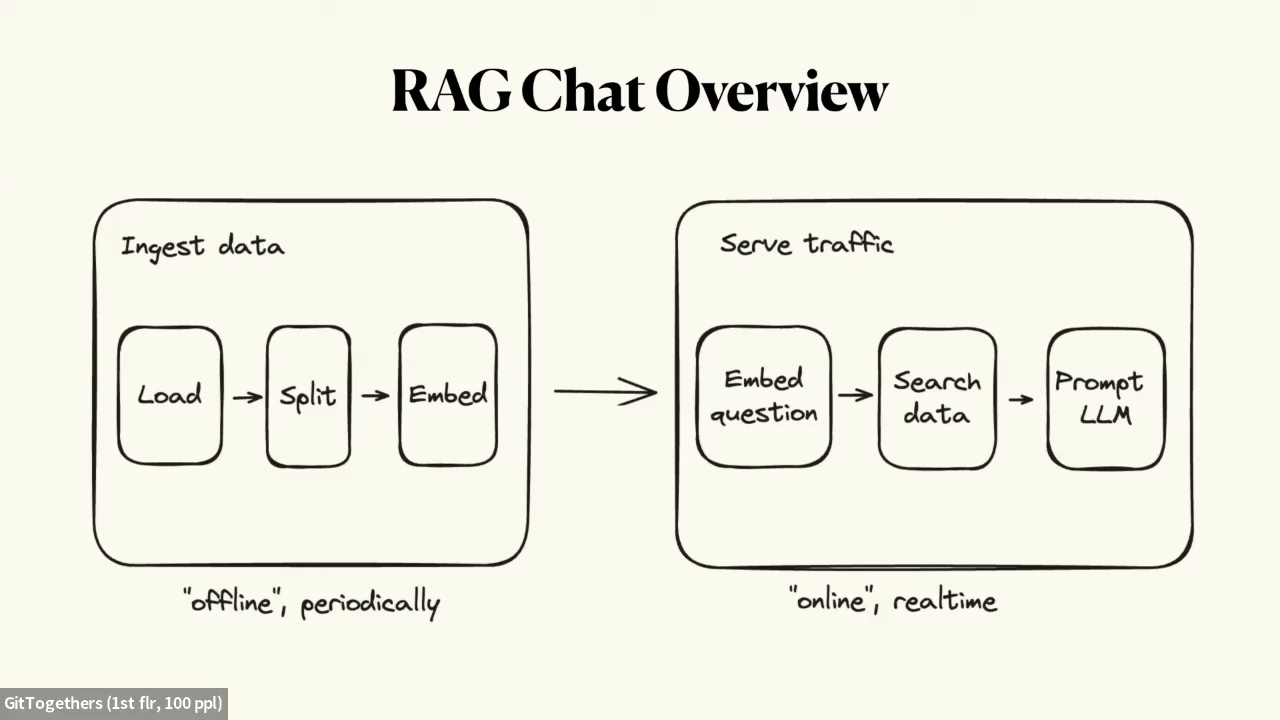 RAG Chat Overview
Ingest data
Load
Split
Embed
"offline", periodically
Serve traffic
Embed
question
Search
data
Prompt
LLM
"online", realtime
GitTogethers (1st flr, 100 ppl)